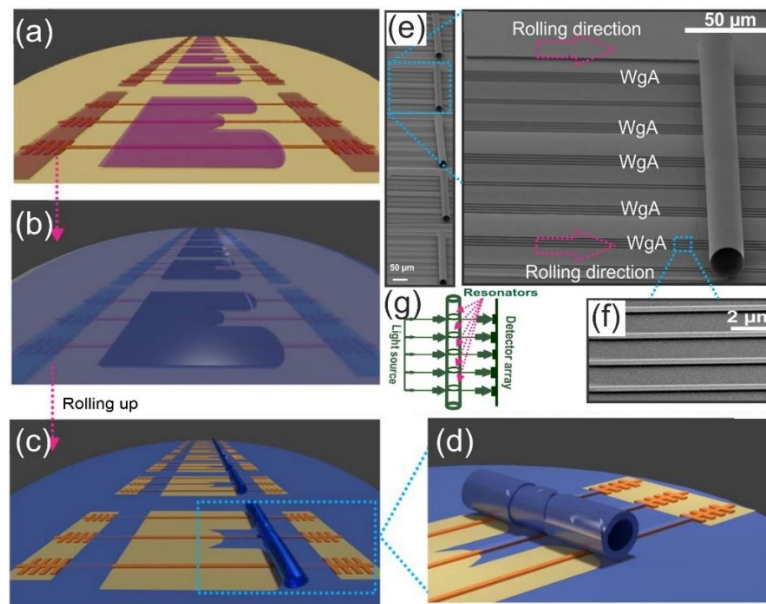 (a)
(b)
Rolling up
(c)
(d)
(e)
50 µm
50 µm
Rolling direction
WgA
WgA
WgA
WgA
WgA
Rolling direction
(f)
2 µm
(g)
Resonators
Light source
Detector array